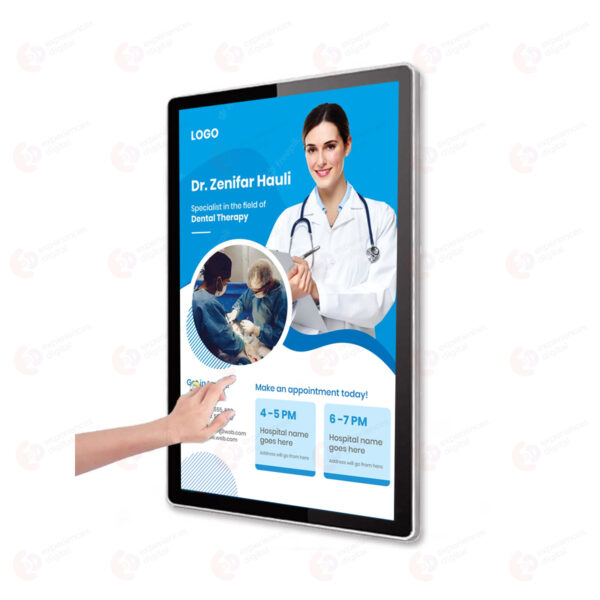 LOGO
Dr. Zenifar Hauli
Specialist in the field of
Dental Therapy
Make an appointment today!
4 - 5 PM
Hospital name
goes here
Address will go from here
6 - 7 PM
Hospital name
goes here
Address will go from here
experiences
digital